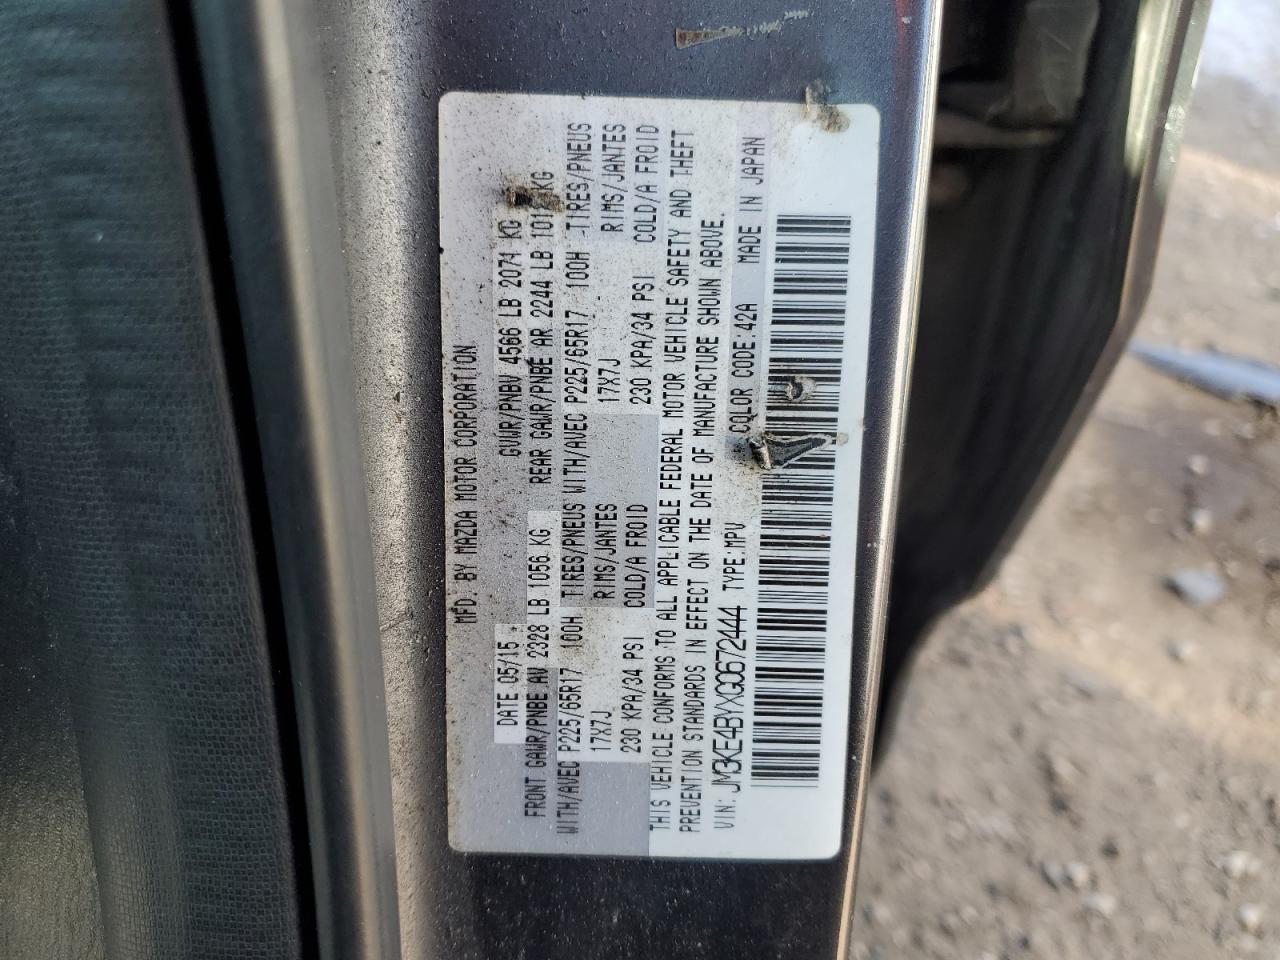 MFD. BY MAZDA MOTOR CORPORATION
DATE 05/15 GVWR/PNBV 4566 LB 2071 KG
FRONT GAWR/PNBE AV 2328 LB 1056 KG REAR GAWR/PNBE AR 2244 LB KG
WITH/AVEC P225/65R17 100H TIRES/PNEUS WITH/AVEC P225/65R17 100H TIRES/PNEUS
17X7J RIMS/JANTES 17X7J RIMS/JANTES
230 KPA/34 PSI COLD/A FROID 230 KPA/34 PSI COLD/A FROID
THIS VEHICLE CONFORMS TO ALL APPLICABLE FEDERAL MOTOR VEHICLE SAFETY AND THEFT
PREVENTION STANDARDS IN EFFECT ON THE DATE OF MANUFACTURE SHOWN ABOVE.
VIN: JM3KE4BYXG0672444 TYPE:MPV COLOR CODE:42A MADE IN JAPAN